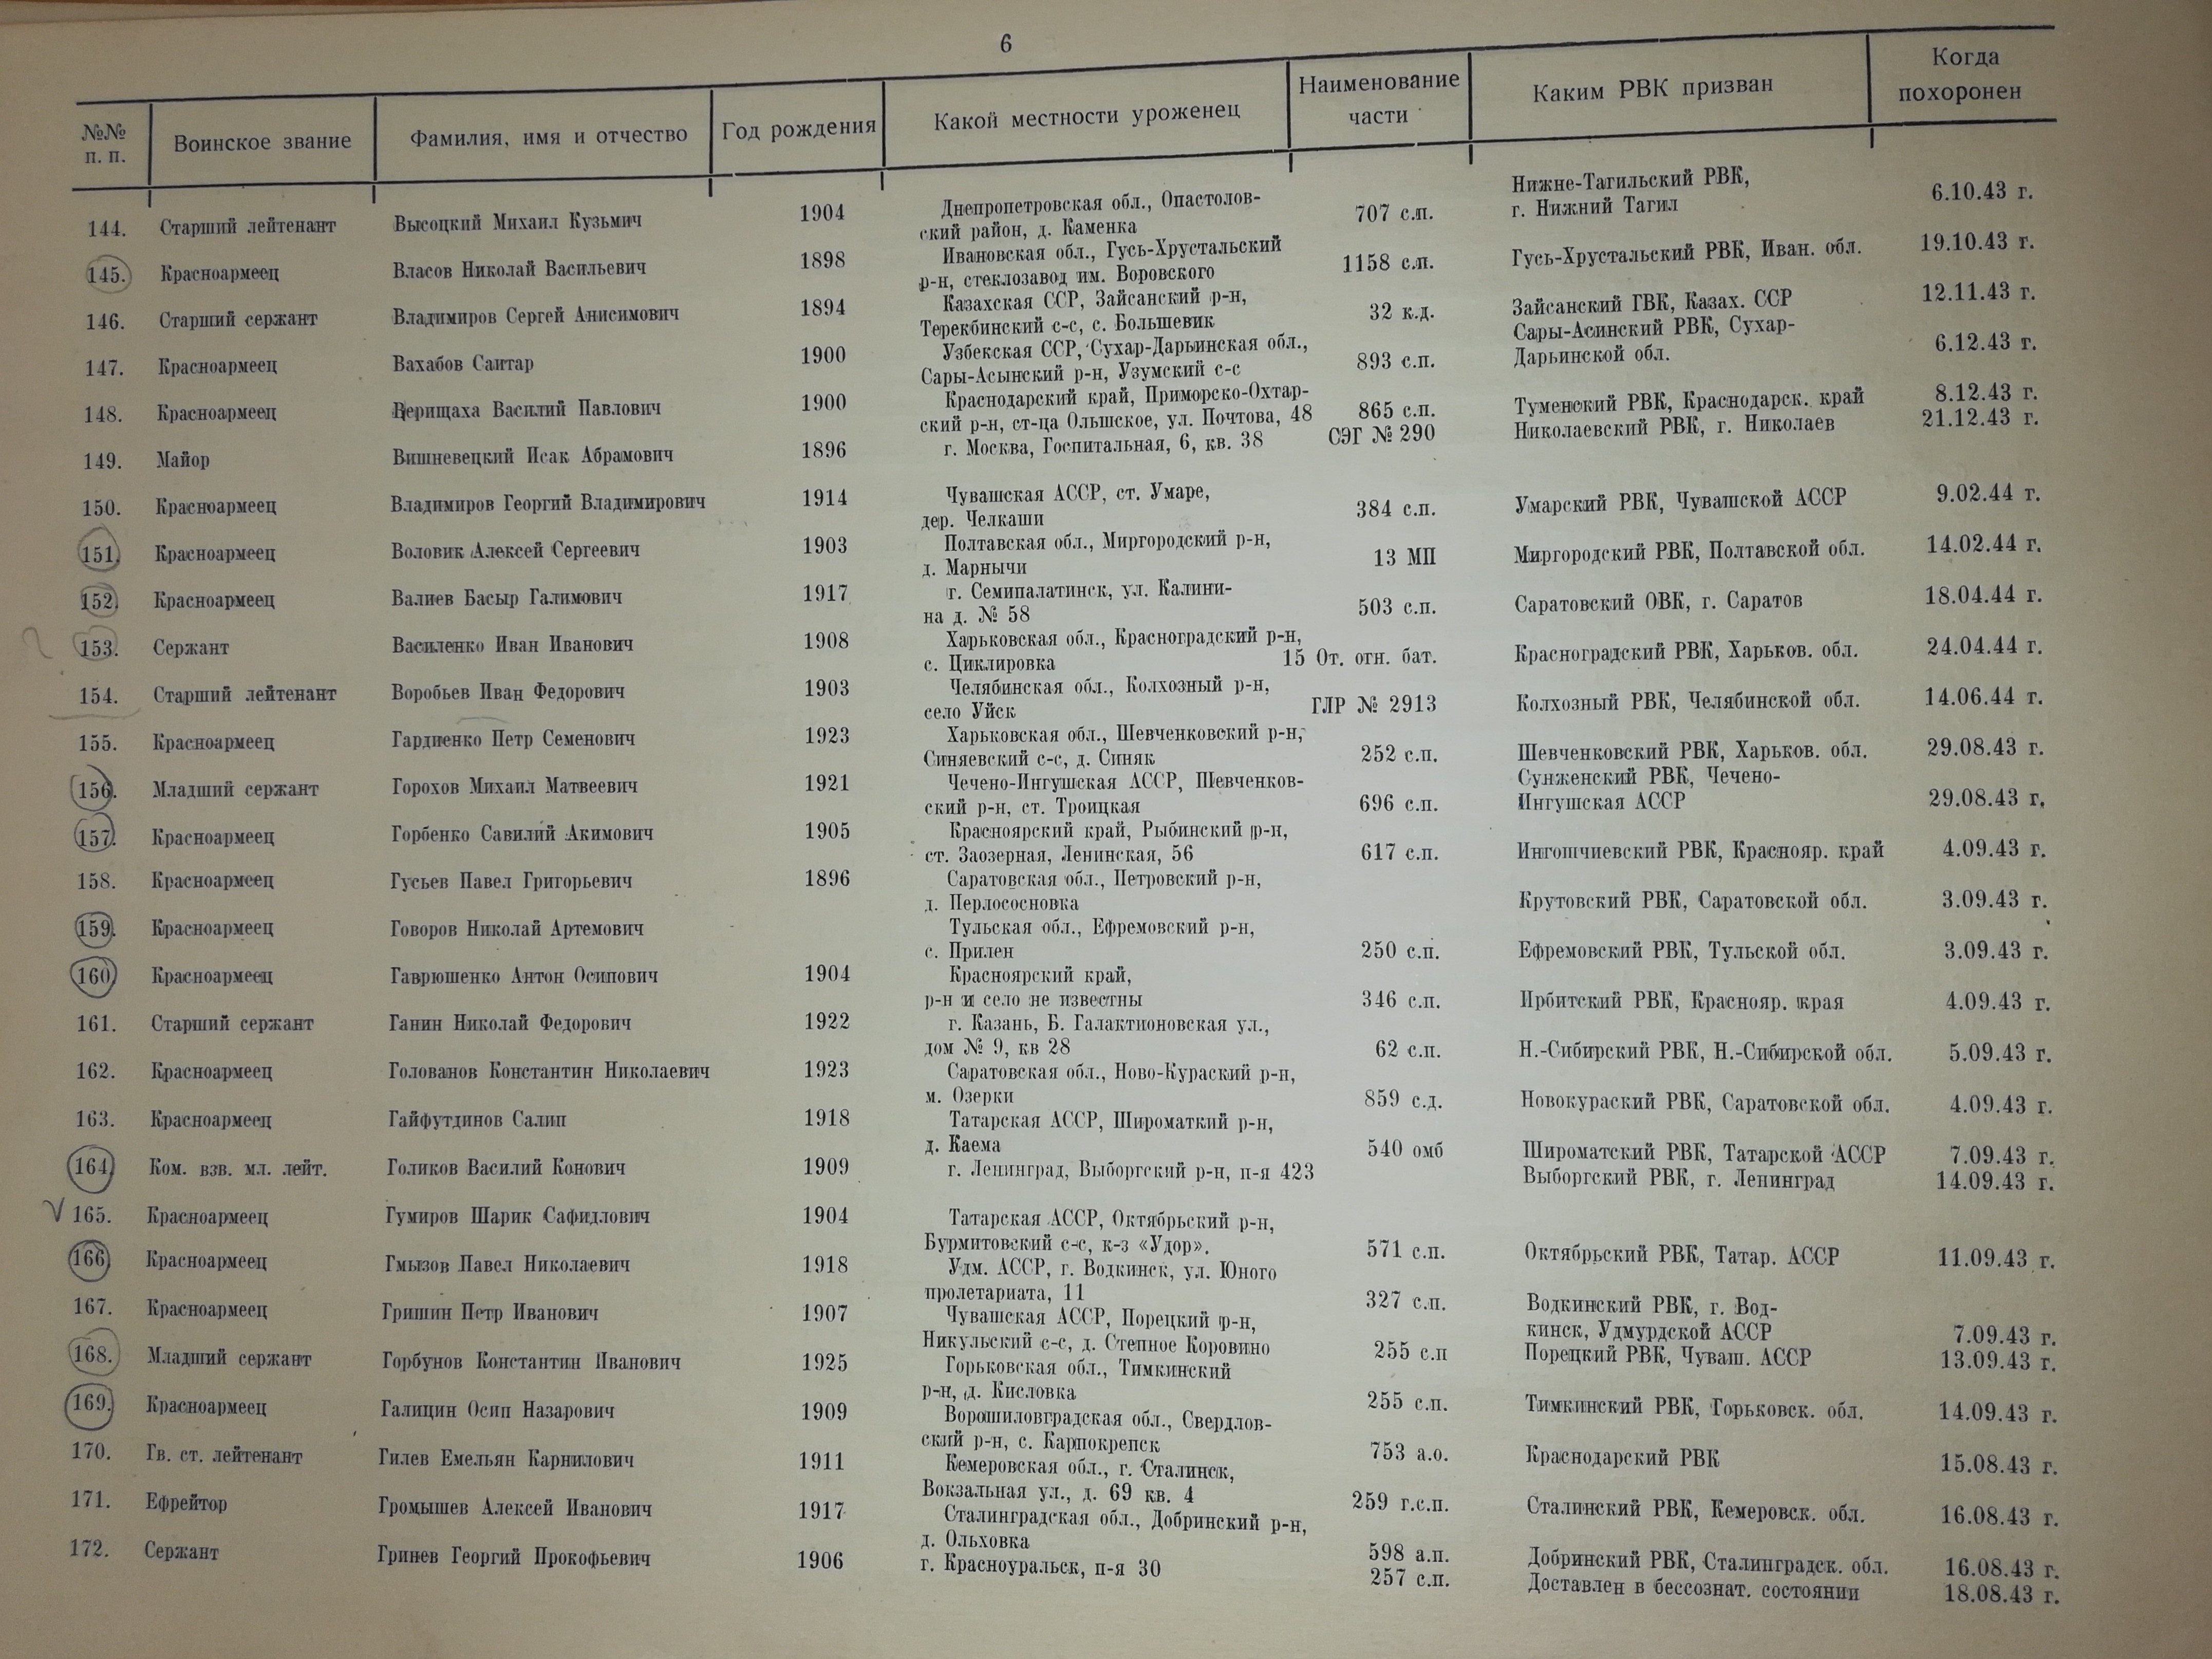 6
№№ п. п.
Воинское звание
Фамилия, имя и отчество
Год рождения
Какой местности уроженец
Наименование части
Каким РВК призван
Когда похоронен
144. Старший лейтенант Высоцкий Михаил Кузьмич 1904 Днепропетровская обл., Опастолов- 707 с.п. Нижне-Тагильский РВК, 6.10.43 г.
ский район, д. Каменка г. Нижний Тагил
145. Красноармеец Власов Николай Васильевич 1898 Ивановская обл., Гусь-Хрустальский 1158 с.п. Гусь-Хрустальский РВК, Иван. обл. 19.10.43 г.
р-н, стеклозавод им. Воровского
146. Старший сержант Владимиров Сергей Анисимович 1894 Казахская ССР, Зайсанский р-н, 32 к.д. Зайсанский ГВК, Казах. ССР 12.11.43 г.
Терекбинский с-с, с. Большевик
147. Красноармеец Вахабов Саитар 1900 Узбекская ССР, Сухар-Дарьинская обл., 893 с.п. Сары-Асинский РВК, Сухар- 6.12.43 г.
Сары-Асынский р-н, Узумский с-с Дарьинской обл.
148. Красноармеец Верищаха Василий Павлович 1900 Краснодарский край, Приморско-Охтар- 865 с.п. Туменский РВК, Краснодарск. край 8.12.43 г.
ский р-н, ст-ца Ольшское, ул. Почтова, 48
149. Майор Вишневецкий Исак Абрамович 1896 г. Москва, Госпитальная, 6, кв. 38 СЭГ № 290 Николаевский РВК, г. Николаев 21.12.43 г.
150. Красноармеец Владимиров Георгий Владимирович 1914 Чувашская АССР, ст. Умаре, 384 с.п. Умарский РВК, Чувашской АССР 9.02.44 г.
дер. Челкаши
151. Красноармеец Воловик Алексей Сергеевич 1903 Полтавская обл., Миргородский р-н, 13 МП Миргородский РВК, Полтавской обл. 14.02.44 г.
д. Марнычи
152. Красноармеец Валиев Басыр Галимович 1917 г. Семипалатинск, ул. Калини- 503 с.п. Саратовский ОВК, г. Саратов 18.04.44 г.
на д. № 58
153. Сержант Василенко Иван Иванович 1908 Харьковская обл., Красноградский р-н, 15 От. огн. бат. Красноградский РВК, Харьков. обл. 24.04.44 г.
с. Циклировка
154. Старший лейтенант Воробьев Иван Федорович 1903 Челябинская обл., Колхозный р-н, ГЛР № 2913 Колхозный РВК, Челябинской обл. 14.06.44 г.
село Уйск
155. Красноармеец Гардиенко Петр Семенович 1923 Харьковская обл., Шевченковский р-н, 252 с.п. Шевченковский РВК, Харьков. обл. 29.08.43 г.
Синяевский с-с, д. Синяк
156. Младший сержант Горохов Михаил Матвеевич 1921 Чечено-Ингушская АССР, Шевченков- 696 с.п. Сунженский РВК, Чечено- 29.08.43 г.
ский р-н, ст. Троицкая Ингушская АССР
157. Красноармеец Горбенко Савилий Акимович 1905 Красноярский край, Рыбинский р-н, 617 с.п. Ингошчиевский РВК, Краснояр. край 4.09.43 г.
ст. Заозерная, Ленинская, 56
158. Красноармеец Гусьев Павел Григорьевич 1896 Саратовская обл., Петровский р-н, Крутовский РВК, Саратовской обл. 3.09.43 г.
д. Перлососновка
159. Красноармеец Говоров Николай Артемович Тульская обл., Ефремовский р-н, 250 с.п. Ефремовский РВК, Тульской обл. 3.09.43 г.
с. Прилен
160. Красноармеец Гаврюшенко Антон Осипович 1904 Красноярский край, 346 с.п. Ирбитский РВК, Краснояр. края 4.09.43 г.
р-н и село не известны
161. Старший сержант Ганин Николай Федорович 1922 г. Казань, Б. Галактионовская ул., 62 с.п. Н.-Сибирский РВК, Н.-Сибирской обл. 5.09.43 г.
дом № 9, кв 28
162. Красноармеец Голованов Константин Николаевич 1923 Саратовская обл., Ново-Кураский р-н, 859 с.д. Новокураский РВК, Саратовской обл. 4.09.43 г.
м. Озерки
163. Красноармеец Гайфутдинов Салип 1918 Татарская АССР, Широматкий р-н, 540 омб Широматский РВК, Татарской АССР 7.09.43 г.
д. Каема
164. Ком. взв. мл. лейт. Голиков Василий Конович 1909 г. Ленинград, Выборгский р-н, п-я 423 Выборгский РВК, г. Ленинград 14.09.43 г.
165. Красноармеец Гумиров Шарик Сафидлович 1904 Татарская АССР, Октябрьский р-н, 571 с.п. Октябрьский РВК, Татар. АССР 11.09.43 г.
Бурмитовский с-с, к-з «Удор».
166. Красноармеец Гмызов Павел Николаевич 1918 Удм. АССР, г. Водкинск, ул. Юного 327 с.п. Водкинский РВК, г. Вод-
пролетариата, 11 кинск, Удмурдской АССР 7.09.43 г.
167. Красноармеец Гришин Петр Иванович 1907 Чувашская АССР, Порецкий р-н, 255 с.п Порецкий РВК, Чуваш. АССР 13.09.43 г.
Никульский с-с, д. Степное Коровино
168. Младший сержант Горбунов Константин Иванович 1925 Горьковская обл., Тимкинский 255 с.п. Тимкинский РВК, Горьковск. обл. 14.09.43 г.
р-н, д. Кисловка
169. Красноармеец Галицин Осип Назарович 1909 Ворошиловградская обл., Свердлов- 753 а.о. Краснодарский РВК 15.08.43 г.
ский р-н, с. Карпокрепск
170. Гв. ст. лейтенант Гилев Емельян Карпилович 1911 Кемеровская обл., г. Сталинск, 259 г.с.п. Сталинский РВК, Кемеровск. обл. 16.08.43 г.
Вокзальная ул., д. 69 кв. 4
171. Ефрейтор Громышев Алексей Иванович 1917 Сталинградская обл., Добринский р-н, 598 а.п. Добринский РВК, Сталинградск. обл. 16.08.43 г.
д. Ольховка
172. Сержант Гринев Георгий Прокофьевич 1906 г. Красноуральск, п-я 30 257 с.п. Доставлен в бессознат. состоянии 18.08.43 г.